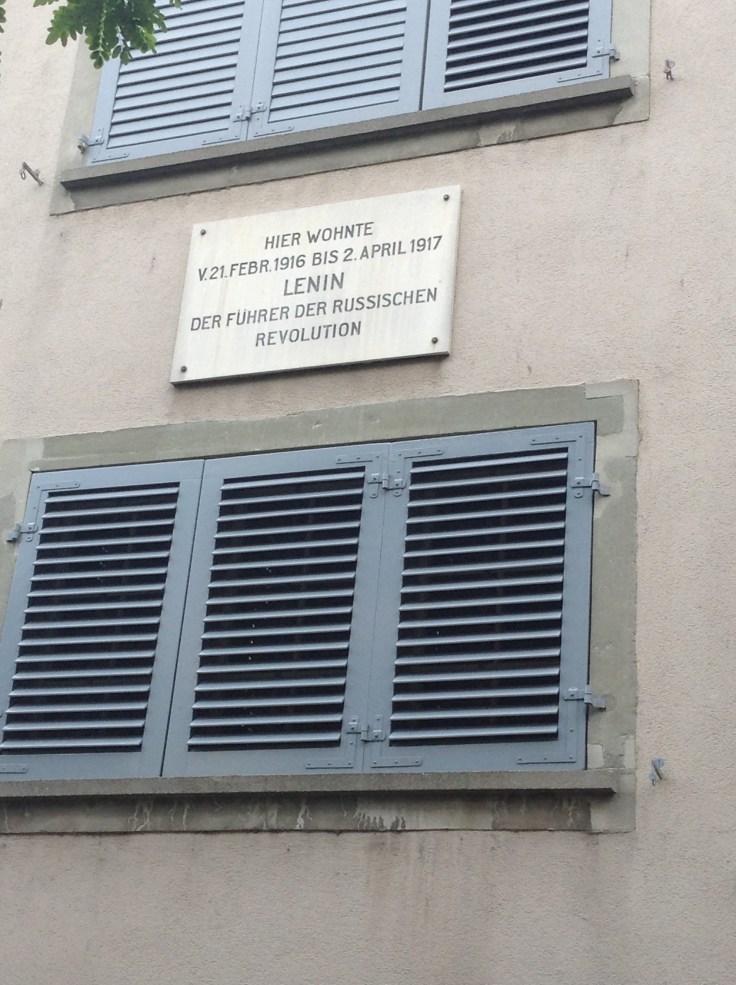 HIER WOHNTE
V.21.FEBR.1916 BIS 2.APRIL 1917
LENIN
DER FÜHRER DER RUSSISCHEN
REVOLUTION